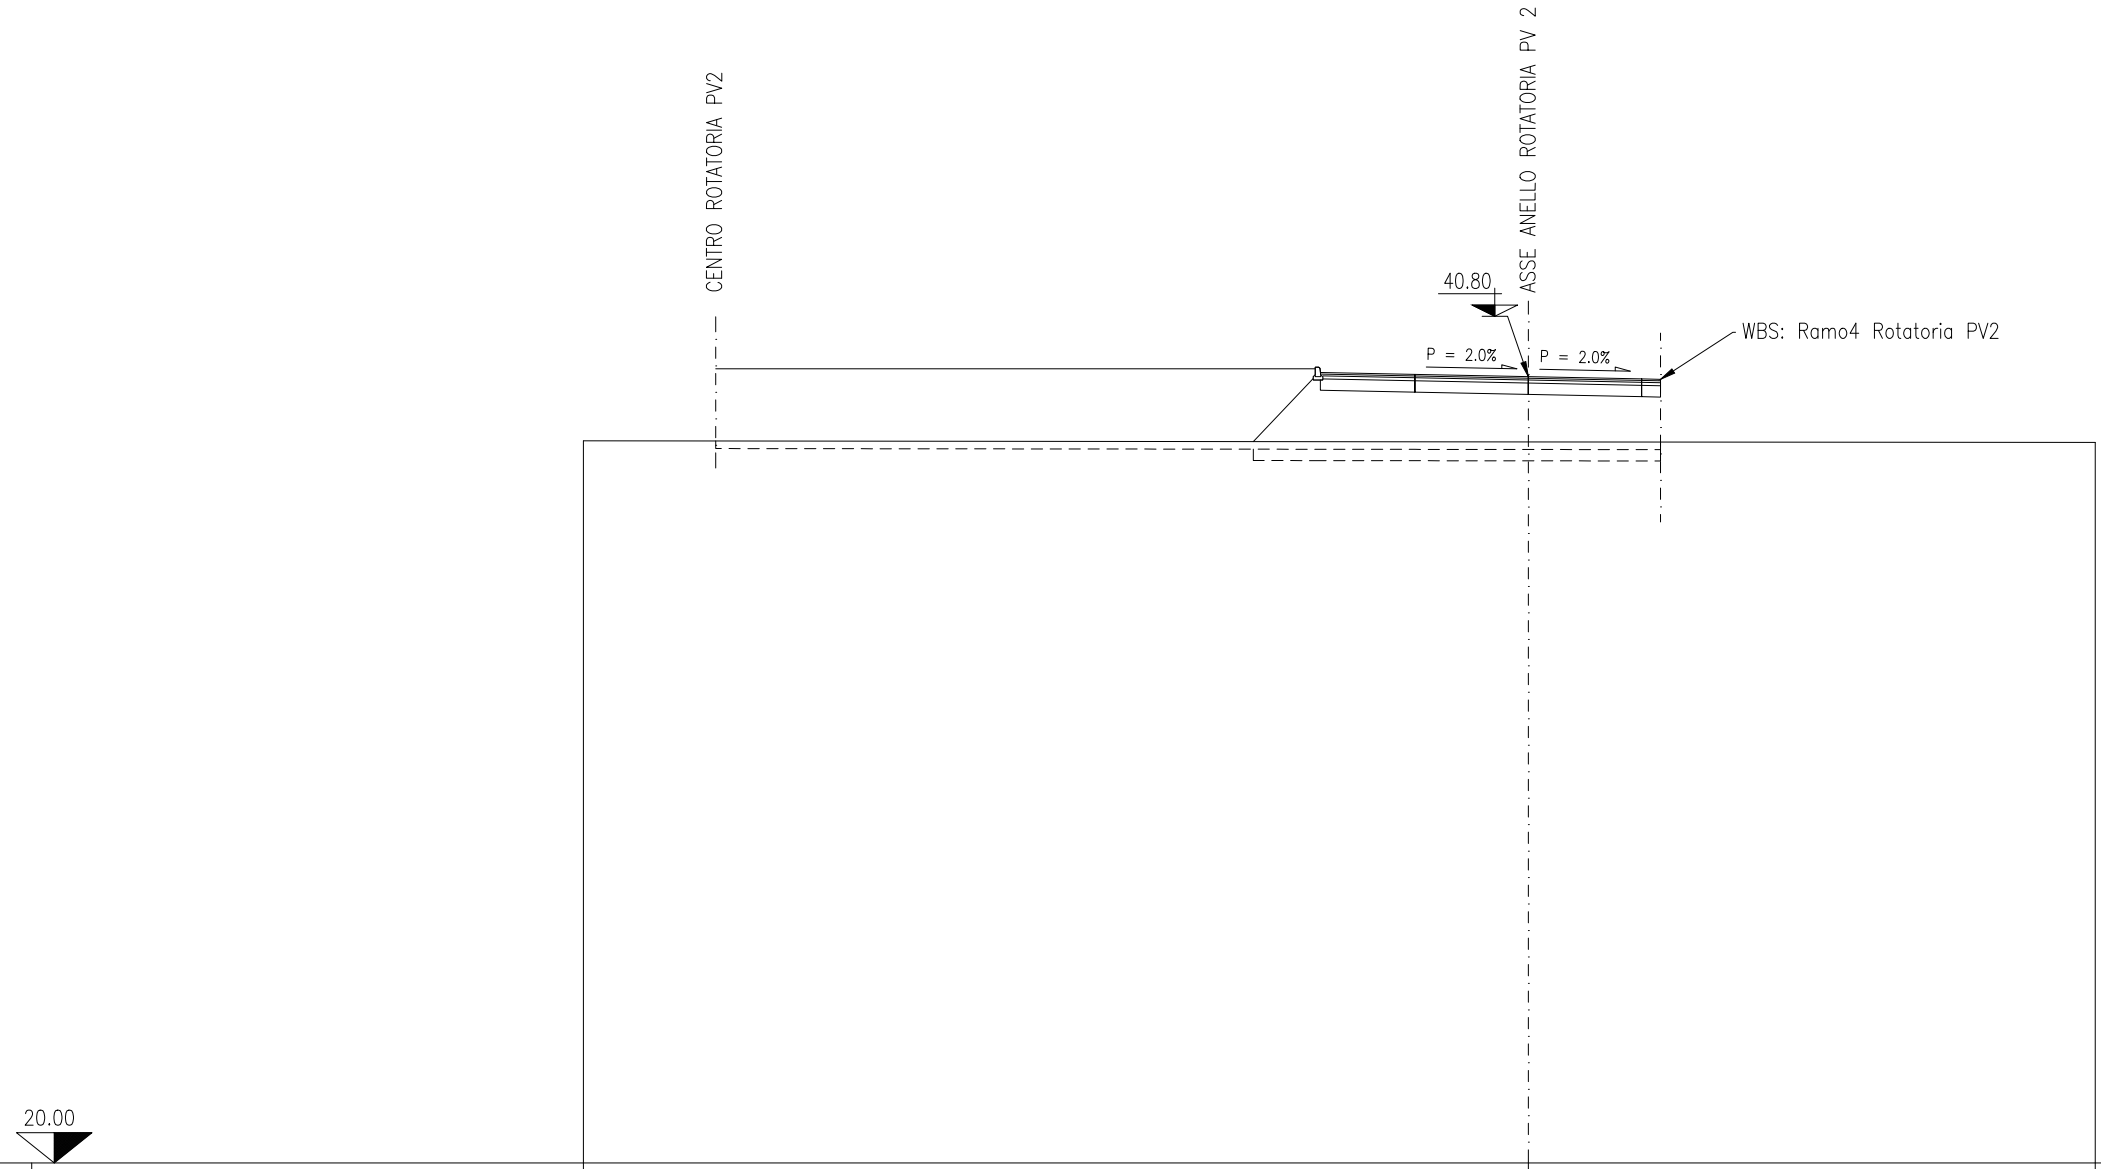 CENTRO ROTATORIA PV2
ASSE ANELLO ROTATORIA PV 2
40.80
WBS: Ramo4 Rotatoria PV2
P = 2.0%
P = 2.0%
20.00